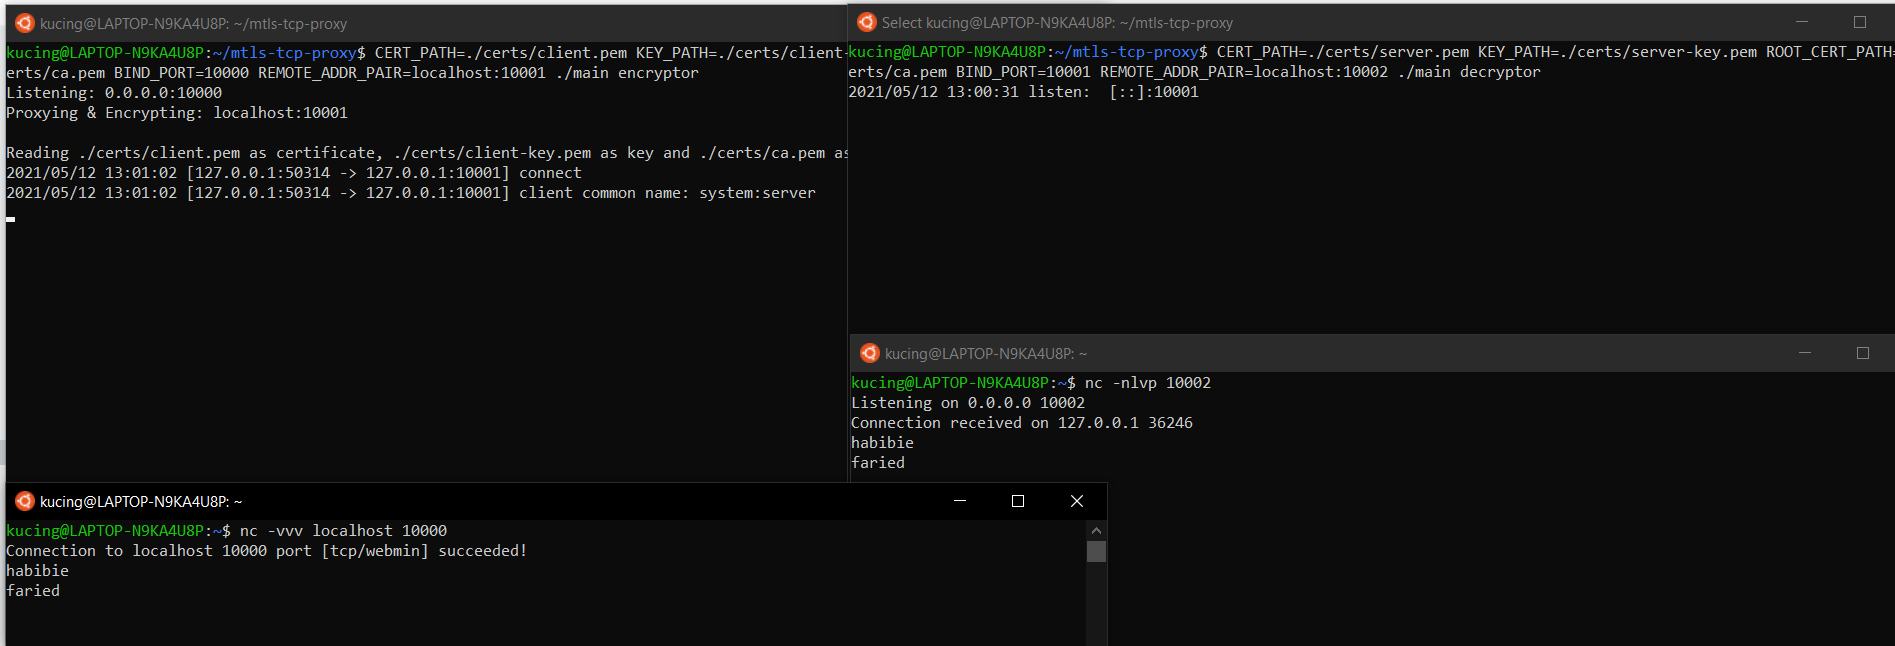 kucing@LAPTOP-N9KA4U8P: ~/mtls-tcp-proxy
kucing@LAPTOP-N9KA4U8P:~/mtls-tcp-proxy$ CERT_PATH=./certs/client.pem KEY_PATH=./certs/client-
erts/ca.pem BIND_PORT=10000 REMOTE_ADDR_PAIR=localhost:10001 ./main encryptor
Listening: 0.0.0.0:10000
Proxying & Encrypting: localhost:10001
Reading ./certs/client.pem as certificate, ./certs/client-key.pem as key and ./certs/ca.pem as
2021/05/12 13:01:02 [127.0.0.1:50314 -> 127.0.0.1:10001] connect
2021/05/12 13:01:02 [127.0.0.1:50314 -> 127.0.0.1:10001] client common name: system:server
Select kucing@LAPTOP-N9KA4U8P: ~/mtls-tcp-proxy
kucing@LAPTOP-N9KA4U8P:~/mtls-tcp-proxy$ CERT_PATH=./certs/server.pem KEY_PATH=./certs/server-key.pem ROOT_CERT_PATH=
erts/ca.pem BIND_PORT=10001 REMOTE_ADDR_PAIR=localhost:10002 ./main decryptor
2021/05/12 13:00:31 listen:  [::]:10001
kucing@LAPTOP-N9KA4U8P: ~
kucing@LAPTOP-N9KA4U8P:~$ nc -nlvp 10002
Listening on 0.0.0.0 10002
Connection received on 127.0.0.1 36246
habibie
faried
kucing@LAPTOP-N9KA4U8P: ~
kucing@LAPTOP-N9KA4U8P:~$ nc -vvv localhost 10000
Connection to localhost 10000 port [tcp/webmin] succeeded!
habibie
faried